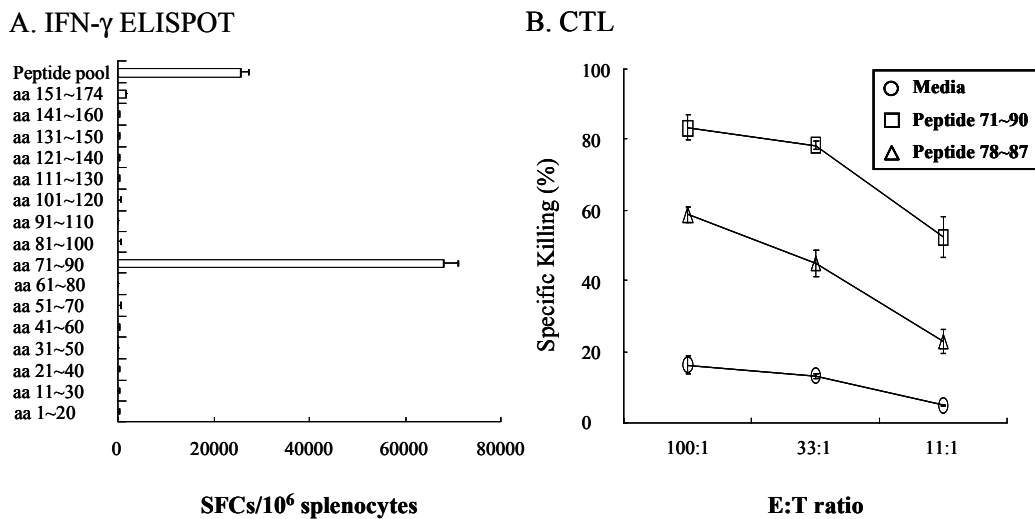 A. IFN-γ ELISPOT
Peptide pool
aa 151~174
aa 141~160
aa 131~150
aa 121~140
aa 111~130
aa 101~120
aa 91~110
aa 81~100
aa 71~90
aa 61~80
aa 51~70
aa 41~60
aa 31~50
aa 21~40
aa 11~30
aa 1~20
0 20000 40000 60000 80000
SFCs/10⁶ splenocytes
B. CTL
Specific Killing (%)
100
80
60
40
20
0
Media
Peptide 71~90
Peptide 78~87
100:1 33:1 11:1
E:T ratio